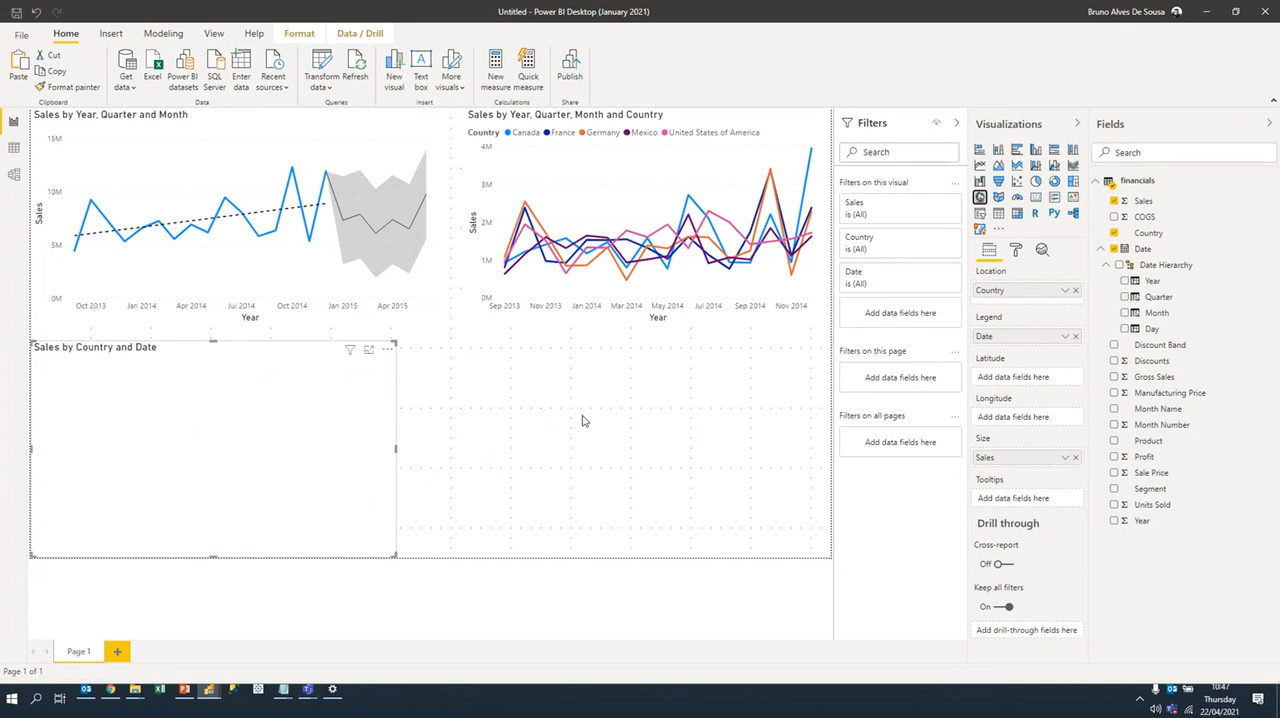 Untitled - Power BI Desktop (January 2021)
Bruno Alves De Sousa
File Home Insert Modeling View Help Format Data / Drill
Paste
Cut
Copy
Format painter
Get data
Excel
Power BI datasets
SQL Server
Enter data
Recent sources
Transform data
Refresh
New visual
Text box
More visuals
New measure
Quick measure
Publish
Clipboard Data Queries Insert Calculations Share
Sales by Year, Quarter and Month
15M
10M
5M
0M
Sales
Oct 2013 Jan 2014 Apr 2014 Jul 2014 Oct 2014 Jan 2015 Apr 2015
Year
Sales by Year, Quarter, Month and Country
Country Canada France Germany Mexico United States of America
4M
3M
2M
1M
0M
Sales
Sep 2013 Nov 2013 Jan 2014 Mar 2014 May 2014 Jul 2014 Sep 2014 Nov 2014
Year
Sales by Country and Date
Filters
Search
Filters on this visual
Sales
is (All)
Country
is (All)
Date
is (All)
Add data fields here
Filters on this page
Add data fields here
Filters on all pages
Add data fields here
Visualizations
R Py
Location
Country
Legend
Date
Latitude
Add data fields here
Longitude
Add data fields here
Size
Sales
Tooltips
Add data fields here
Drill through
Cross-report
Off
Keep all filters
On
Add drill-through fields here
Fields
Search
financials
Sales
COGS
Country
Date
Date Hierarchy
Year
Quarter
Month
Day
Discount Band
Discounts
Gross Sales
Manufacturing Price
Month Name
Month Number
Product
Profit
Sale Price
Segment
Units Sold
Year
Page 1
Page 1 of 1
10:47
Thursday
22/04/2021